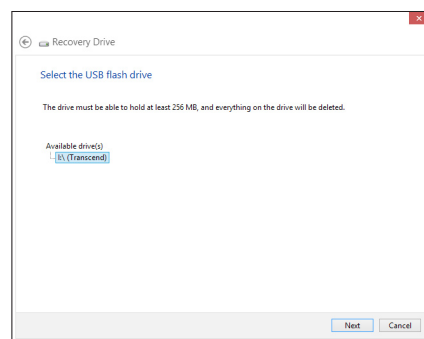 Recovery Drive
Select the USB flash drive
The drive must be able to hold at least 256 MB, and everything on the drive will be deleted.
Available drive(s)
I:\ (Transcend)
Next Cancel